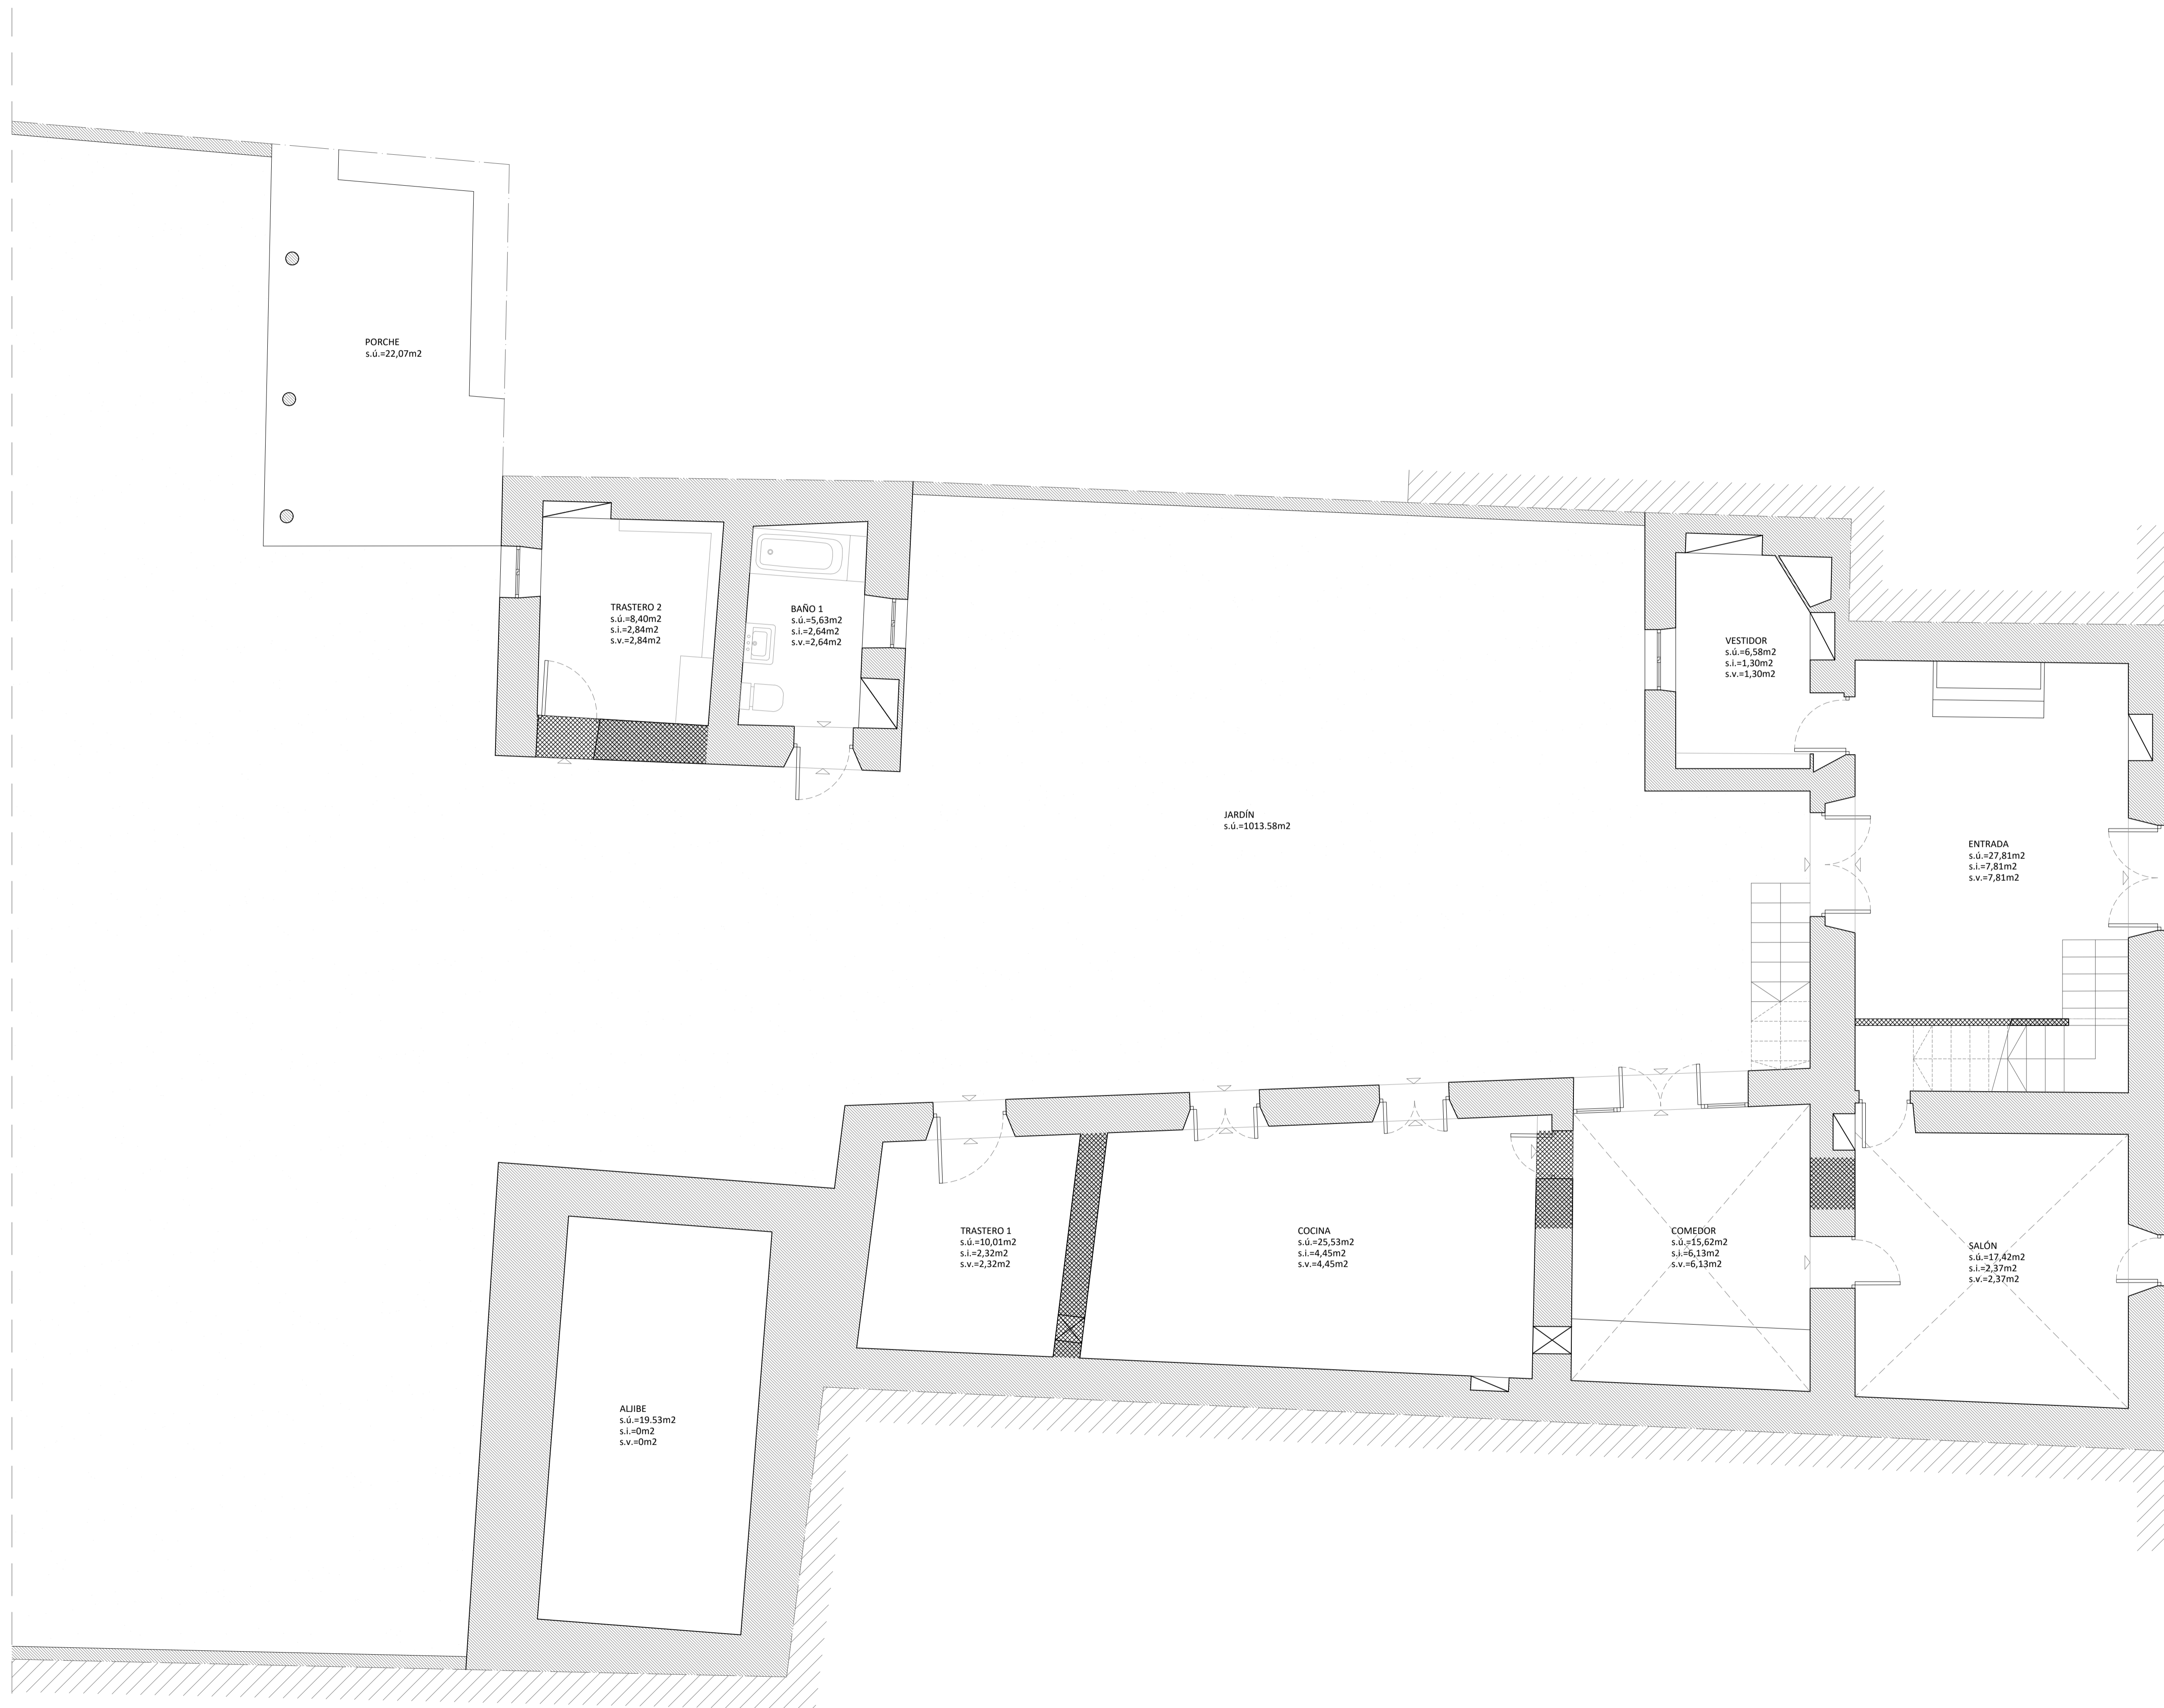 PORCHE
s.ú.=22,07m2
TRASTERO 2
s.ú.=8,40m2
s.i.=2,84m2
s.v.=2,84m2
BAÑO 1
s.ú.=5,63m2
s.i.=2,64m2
s.v.=2,64m2
VESTIDOR
s.ú.=6,58m2
s.i.=1,30m2
s.v.=1,30m2
JARDÍN
s.ú.=1013.58m2
ENTRADA
s.ú.=27,81m2
s.i.=7,81m2
s.v.=7,81m2
TRASTERO 1
s.ú.=10,01m2
s.i.=2,32m2
s.v.=2,32m2
COCINA
s.ú.=25,53m2
s.i.=4,45m2
s.v.=4,45m2
COMEDOR
s.ú.=15,62m2
s.i.=6,13m2
s.v.=6,13m2
SALÓN
s.ú.=17,42m2
s.i.=2,37m2
s.v.=2,37m2
ALJIBE
s.ú.=19.53m2
s.i.=0m2
s.v.=0m2